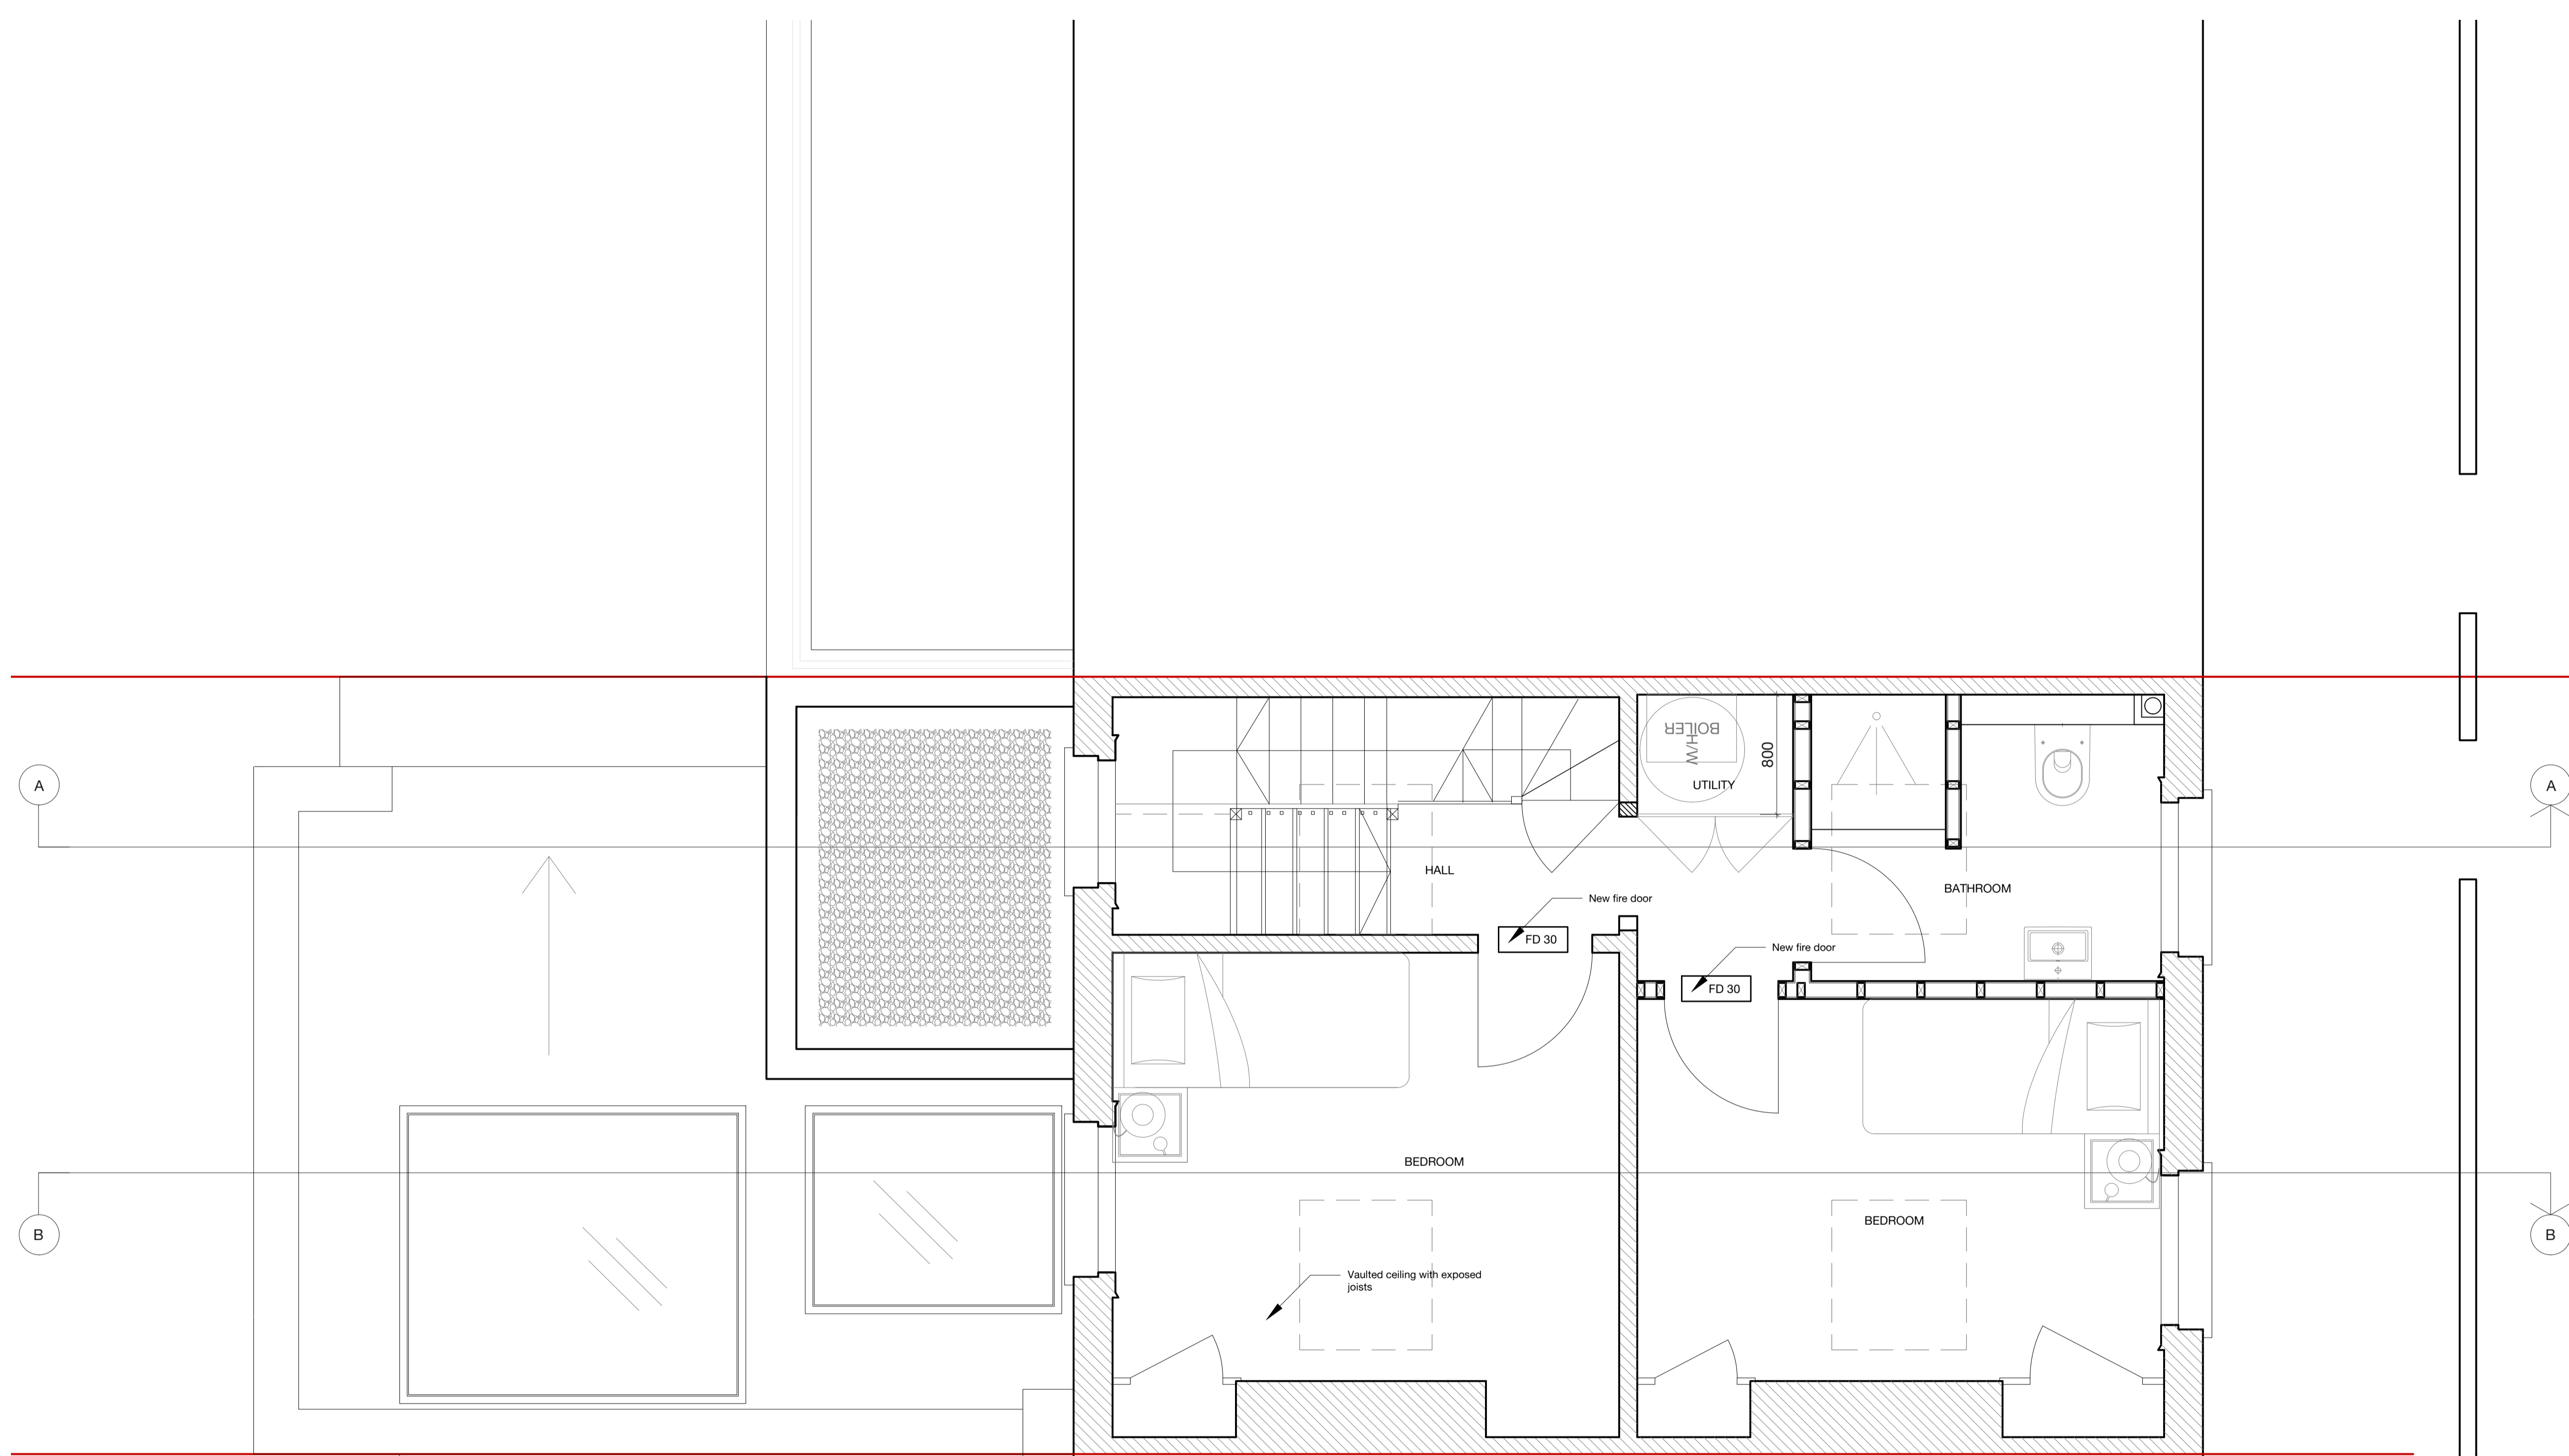 BOILER
H/W
800
A
UTILITY
A
HALL
BATHROOM
New fire door
FD 30
New fire door
FD 30
BEDROOM
BEDROOM
B
B
Vaulted ceiling with exposed
joists